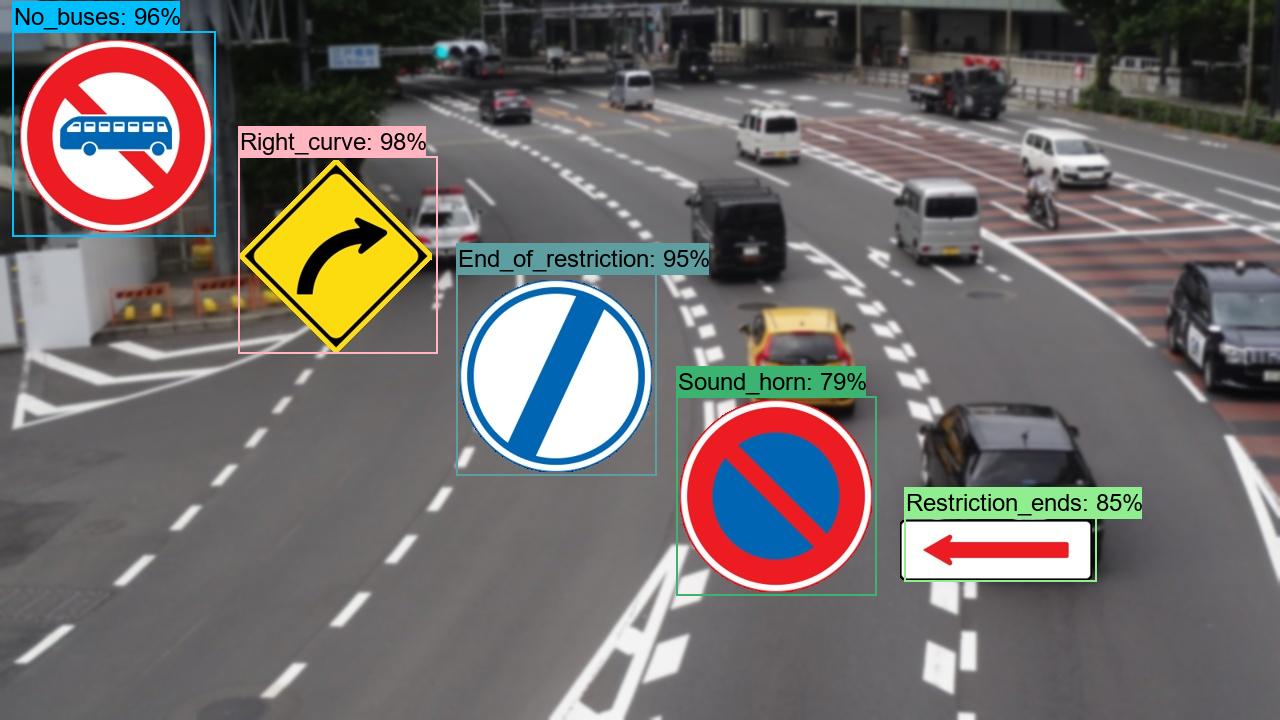 No_buses: 96%
Right_curve: 98%
End_of_restriction: 95%
Sound_horn: 79%
Restriction_ends: 85%